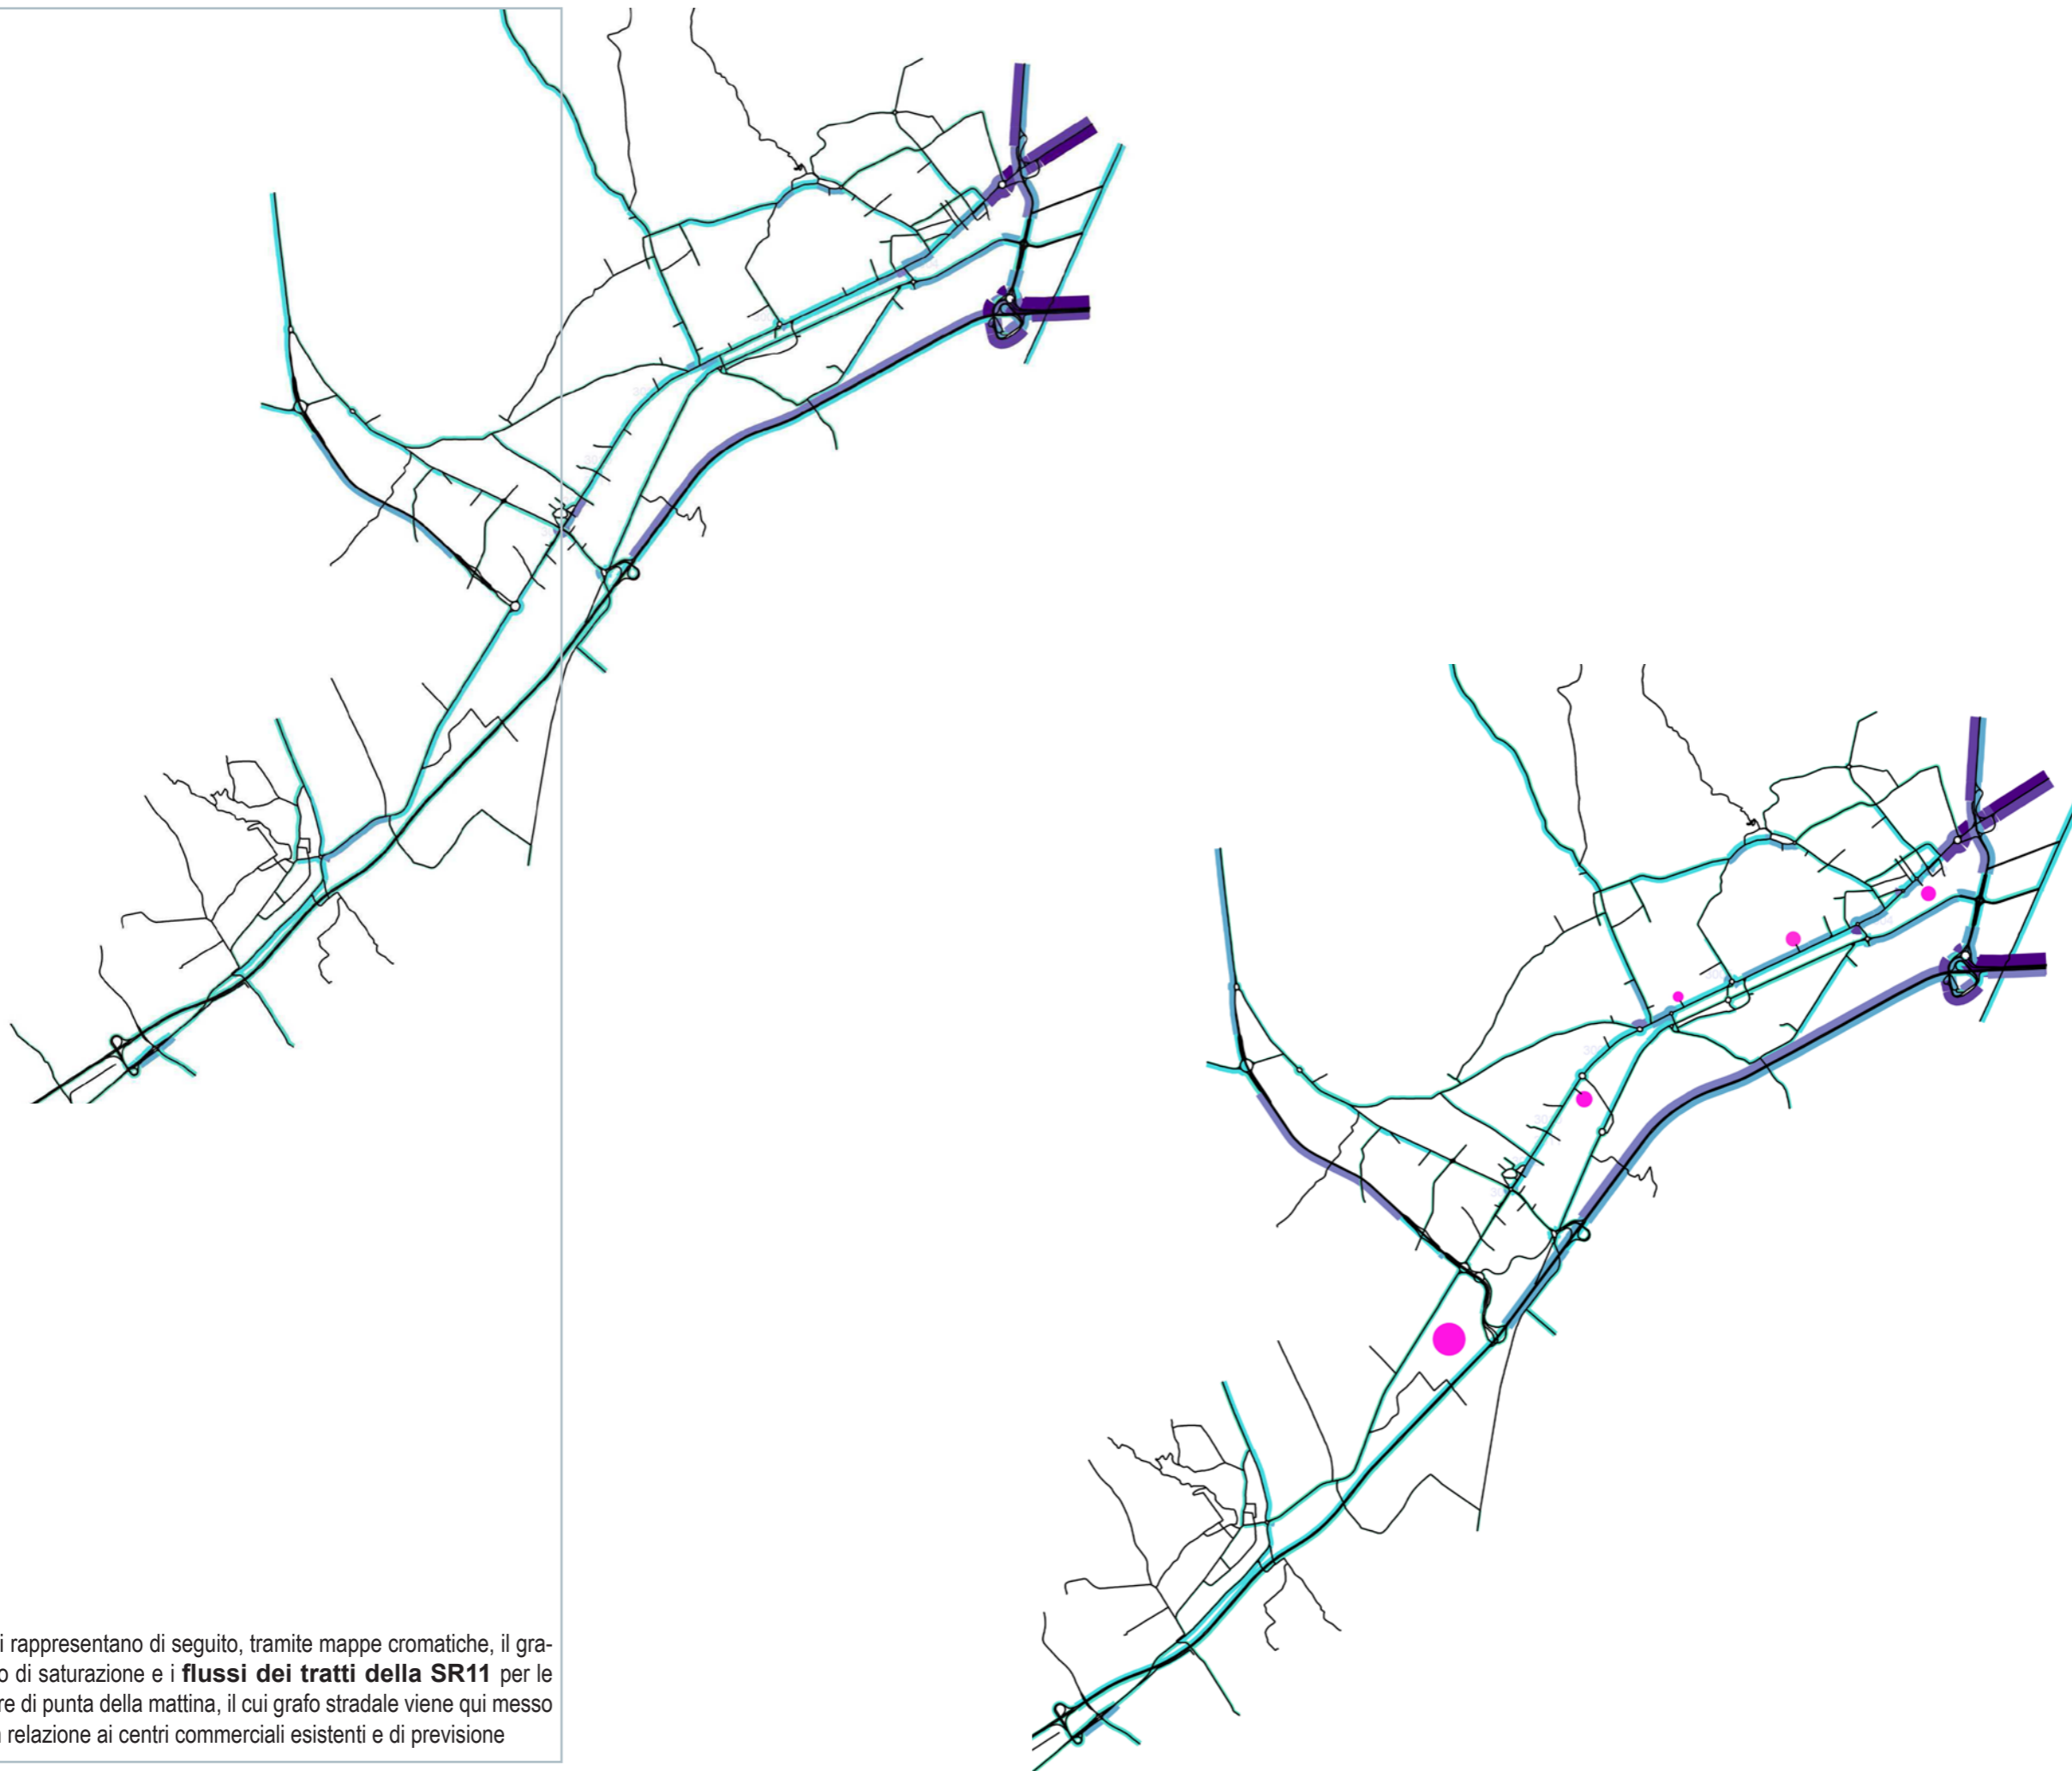 i rappresentano di seguito, tramite mappe cromatiche, il gra-
o di saturazione e i flussi dei tratti della SR11 per le
re di punta della mattina, il cui grafo stradale viene qui messo
relazione ai centri commerciali esistenti e di previsione